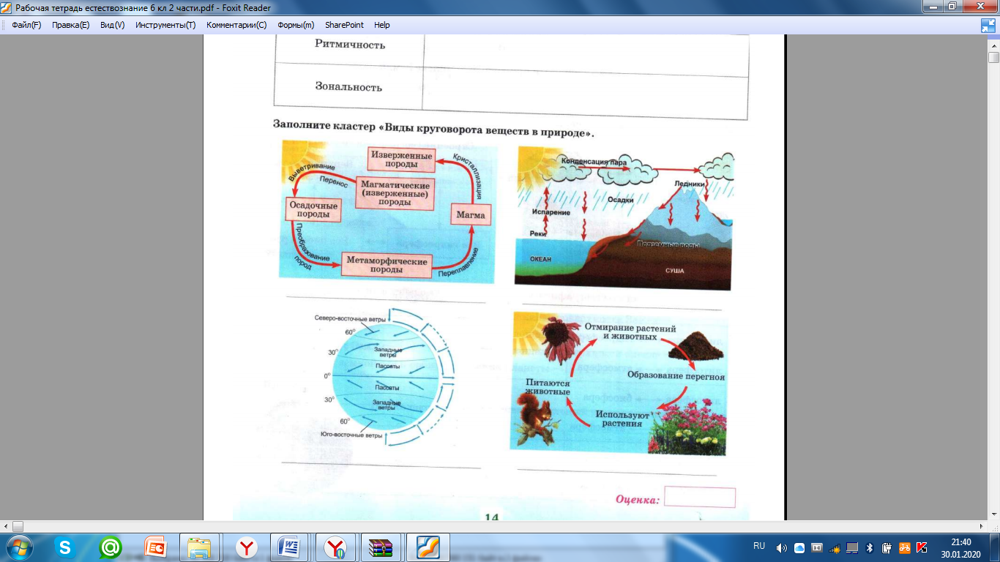 Рабочая тетрадь естествознание 6 кл 2 части.pdf - Foxit Reader
Файл(F) Правка(E) Вид(V) Инструменты(T) Комментарии(C) Формы(m) SharePoint Help
Ритмичность
Зональность
Заполните кластер «Виды круговорота веществ в природе».
Изверженные
породы
Кристаллизация
Выветривание
Перенос
Магматические
(изверженные)
породы
Осадочные
породы
Магма
Преобразование
пород
Метаморфические
породы
Переплавление
Конденсация пара
Ледники
Осадки
Испарение
Реки
Подземные воды
ОКЕАН
СУША
Северо-восточные ветры
60°
30°
Западные
ветры
Пассаты
0°
Пассаты
30°
Западные
ветры
60°
Юго-восточные ветры
Отмирание растений
и животных
Образование перегноя
Питаются
животные
Используют
растения
Оценка:
14
RU
21:40
30.01.2020